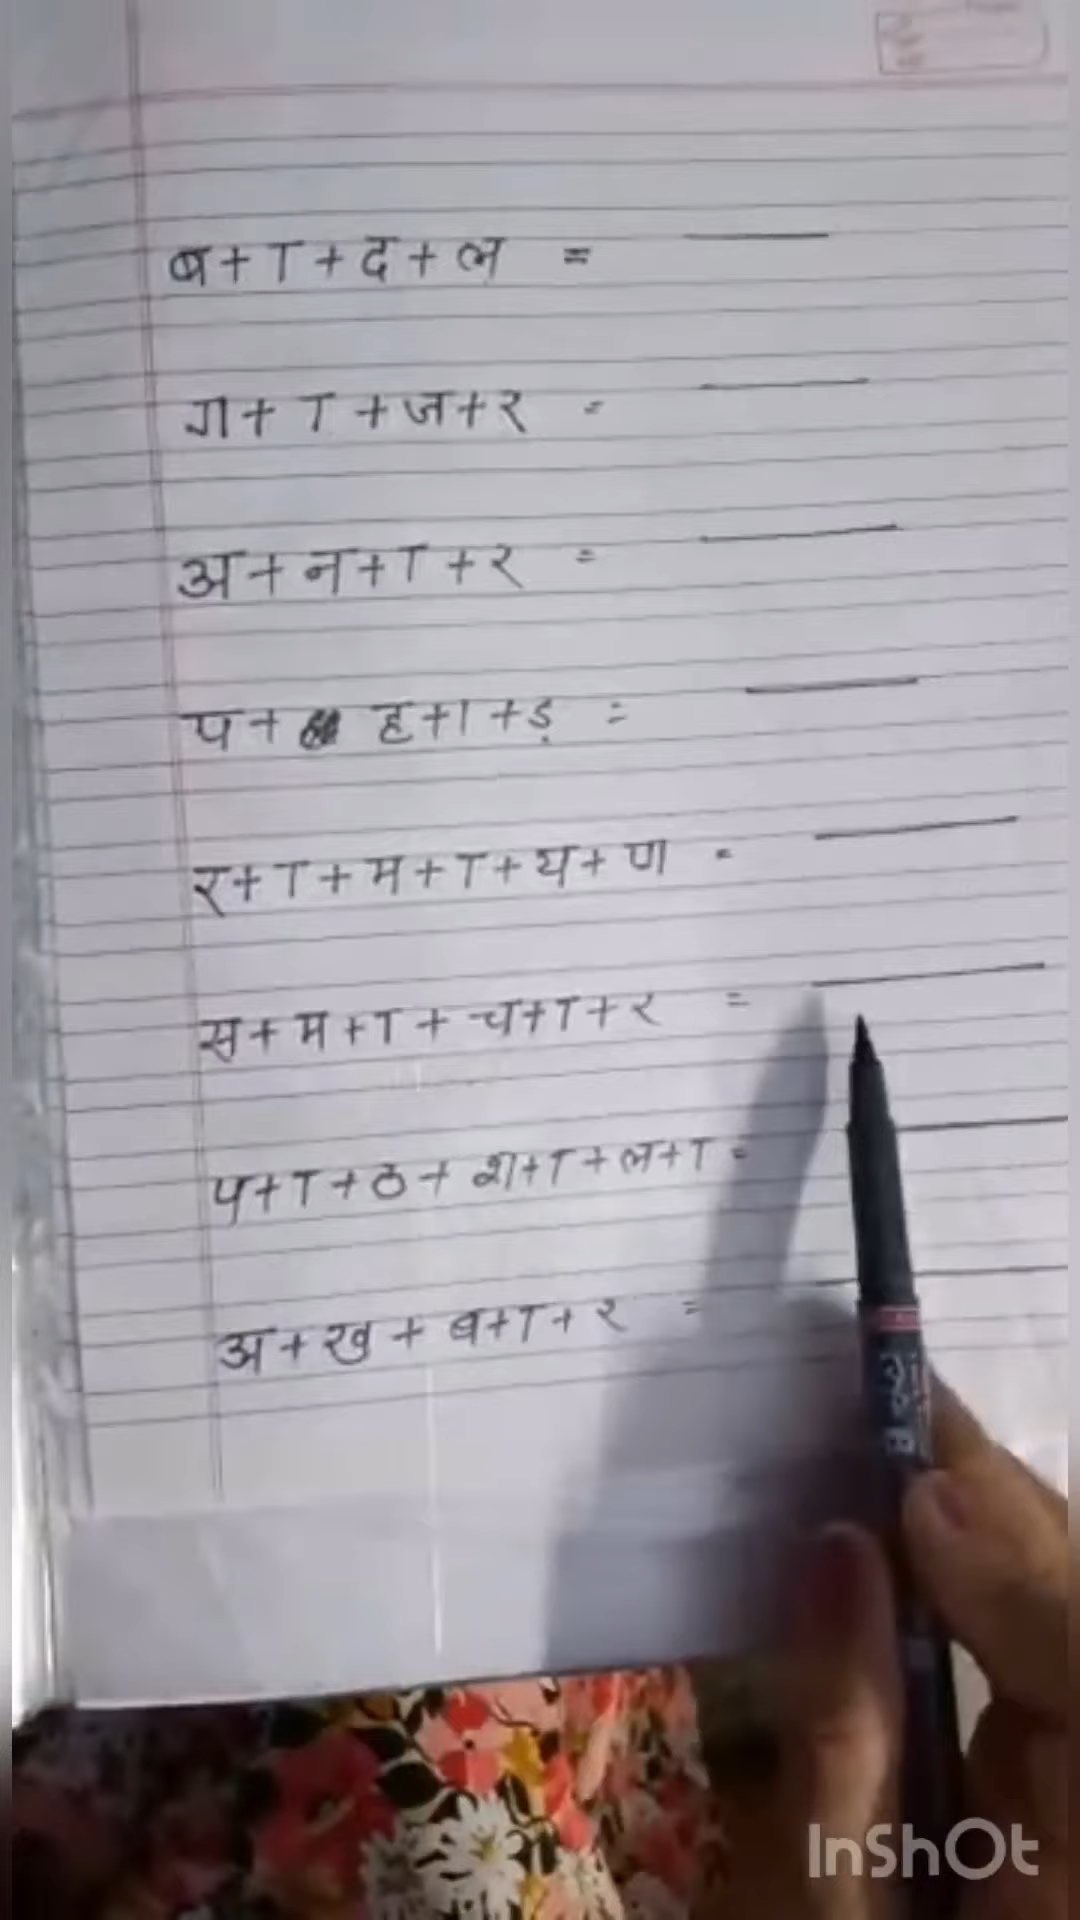 ब + ा + द + ल =
ग + ा + ज + र =
अ + न + ा + र =
प + ह + ा + ड़ =
र + ा + म + ा + य + ण =
स + म + ा + च + ा + र =
प + ा + ठ + श + ा + ल + ा =
अ + ख + ब + ा + र =
InShOt